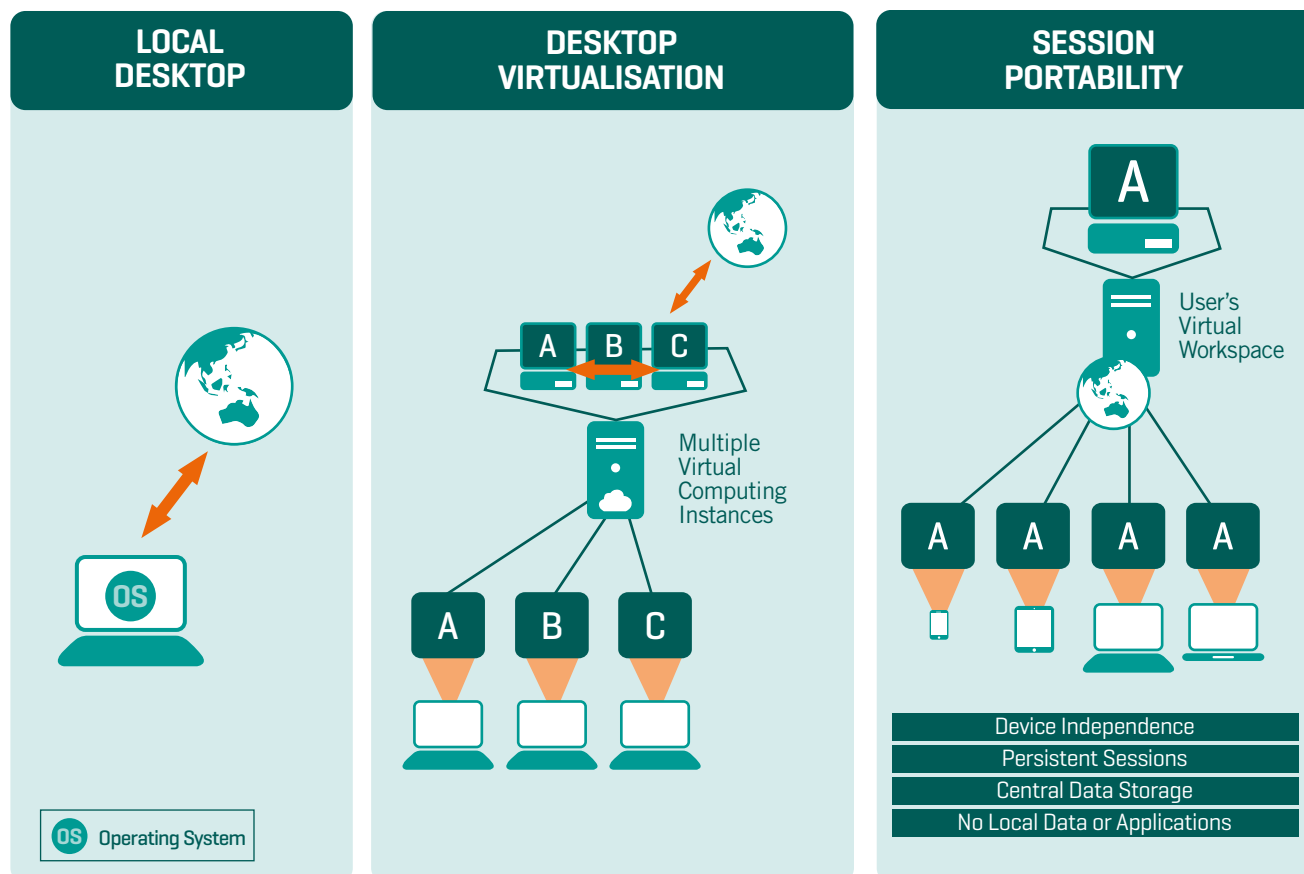 LOCAL
DESKTOP
OS
OS Operating System
DESKTOP
VIRTUALISATION
A B C
Multiple
Virtual
Computing
Instances
A B C
SESSION
PORTABILITY
A
User's
Virtual
Workspace
A A A A
Device Independence
Persistent Sessions
Central Data Storage
No Local Data or Applications